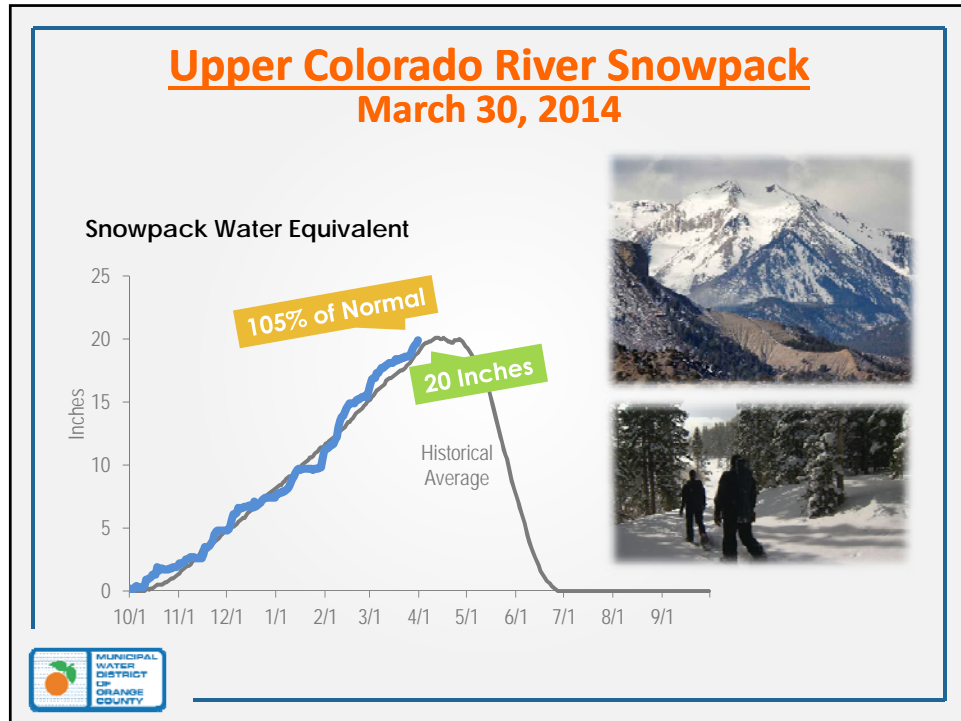 Upper Colorado River Snowpack
March 30, 2014
Snowpack Water Equivalent
25
20
15
10
5
0
Inches
105% of Normal
20 Inches
Historical
Average
10/1 11/1 12/1 1/1 2/1 3/1 4/1 5/1 6/1 7/1 8/1 9/1
MUNICIPAL
WATER
DISTRICT
OF
ORANGE
COUNTY